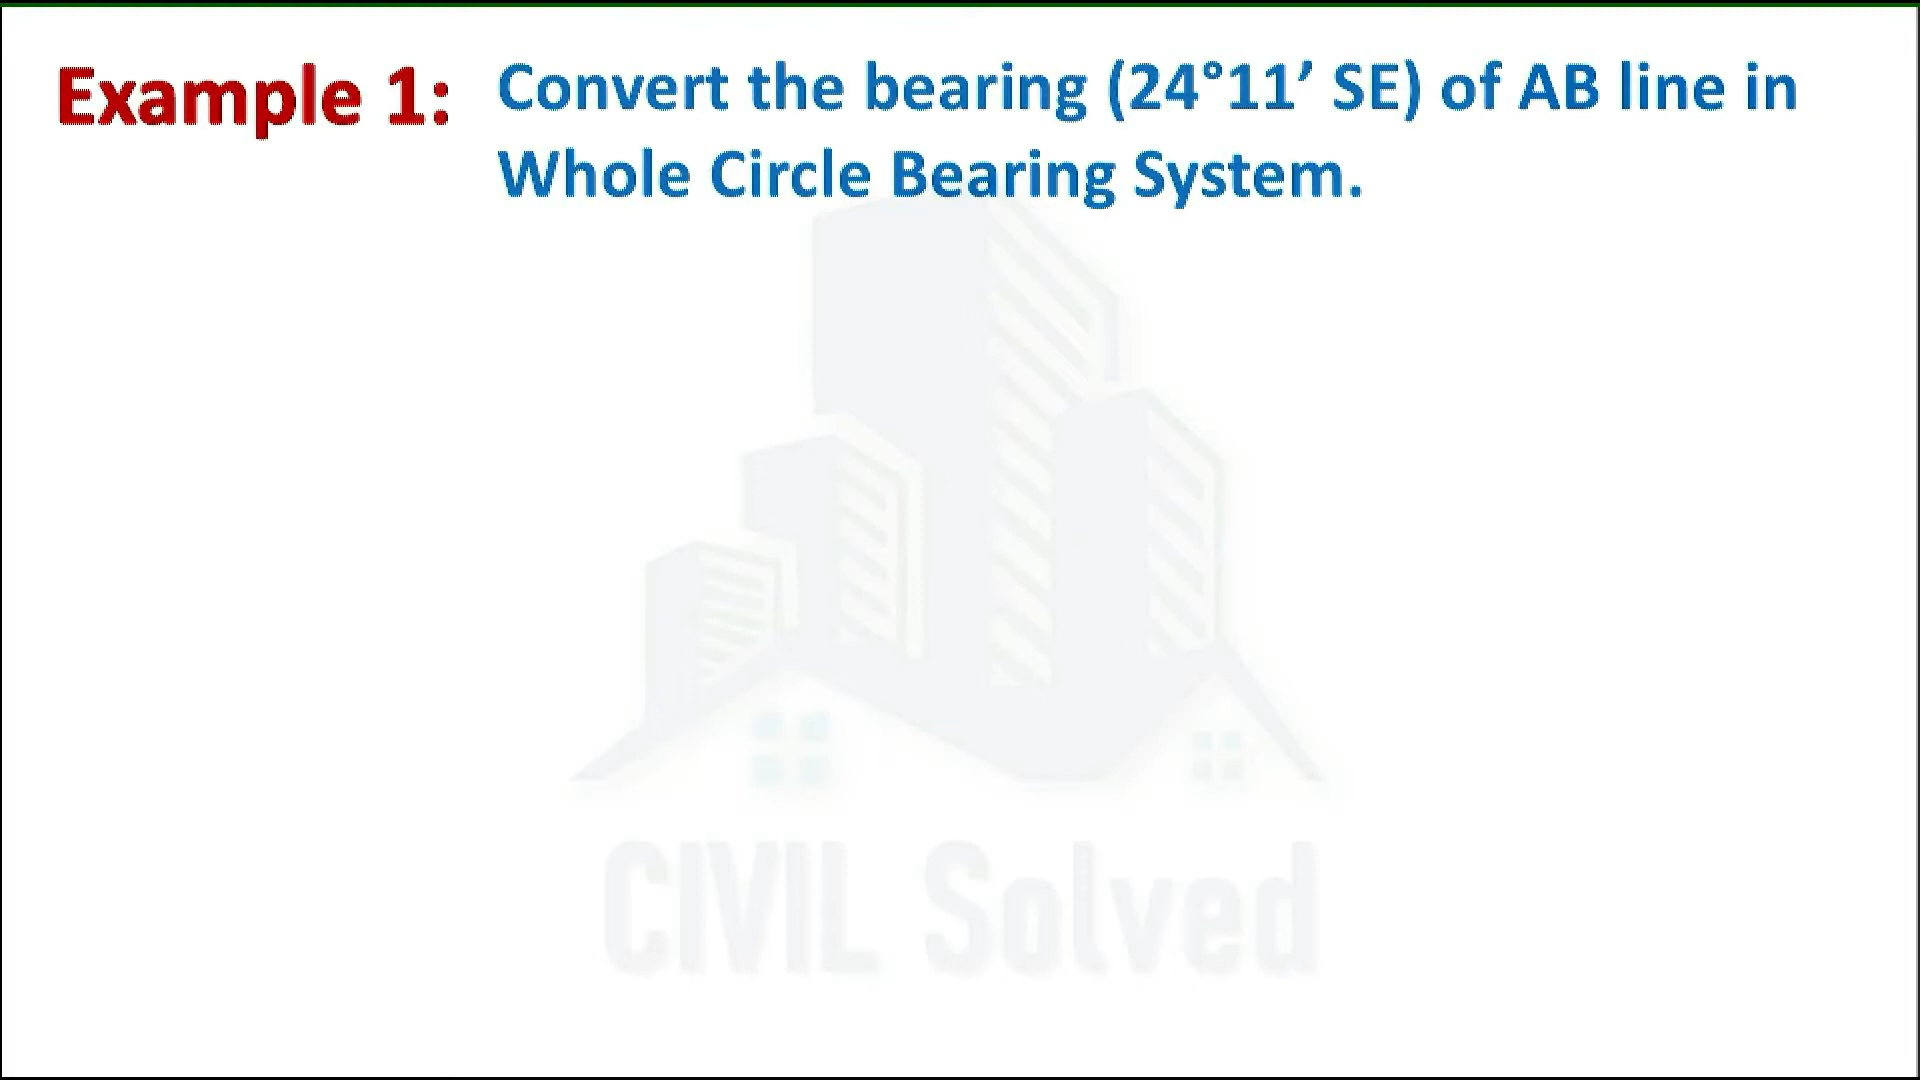 Example 1: Convert the bearing (24°11’ SE) of AB line in
Whole Circle Bearing System.
CIVIL Solved